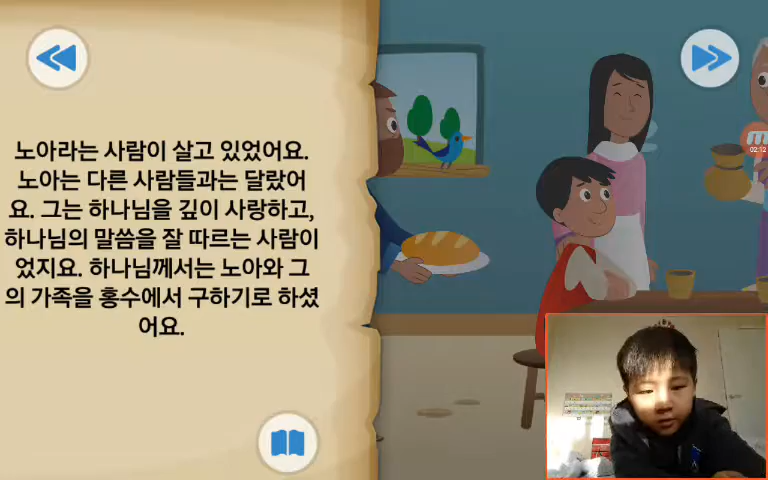 노아라는 사람이 살고 있었어요.
노아는 다른 사람들과는 달랐어
요. 그는 하나님을 깊이 사랑하고,
하나님의 말씀을 잘 따르는 사람이
었지요. 하나님께서는 노아와 그
의 가족을 홍수에서 구하기로 하셨
어요.
02:12